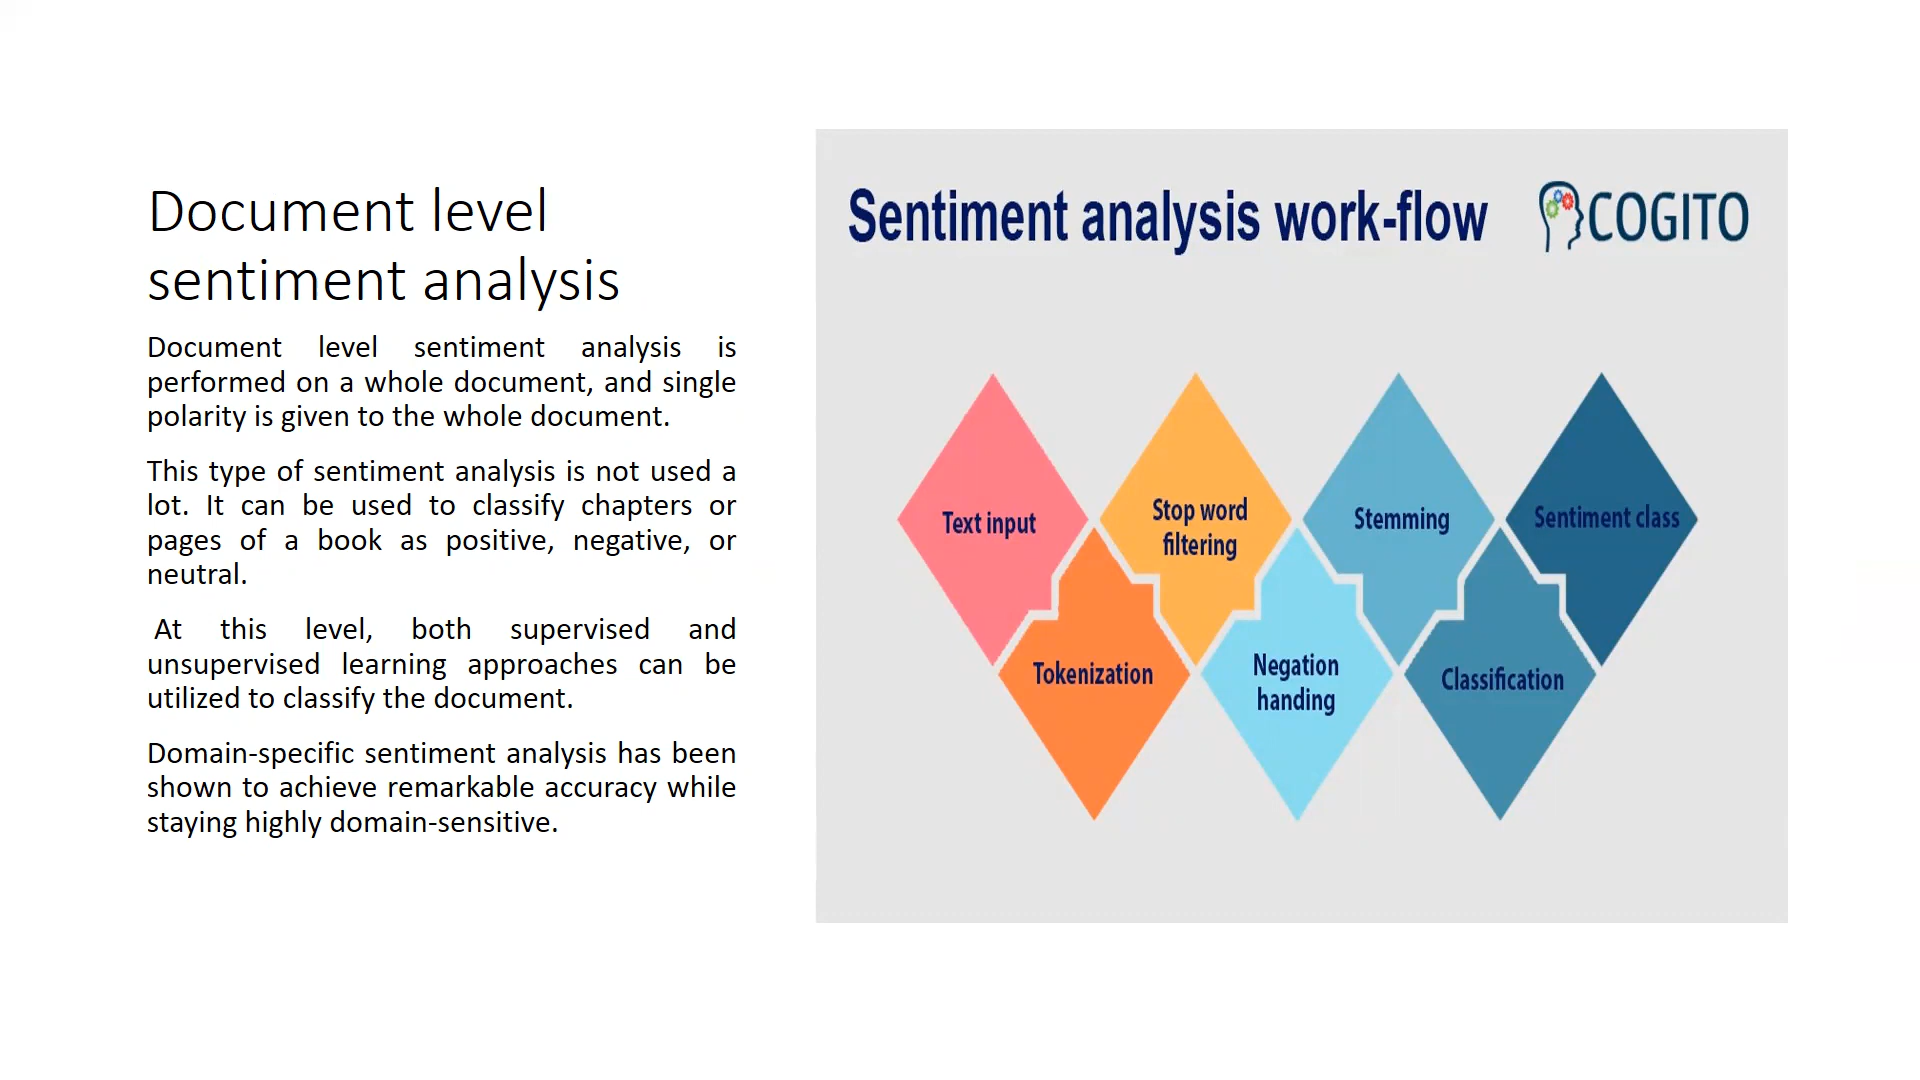 Document level
sentiment analysis
Document level sentiment analysis is
performed on a whole document, and single
polarity is given to the whole document.
This type of sentiment analysis is not used a
lot. It can be used to classify chapters or
pages of a book as positive, negative, or
neutral.
At this level, both supervised and
unsupervised learning approaches can be
utilized to classify the document.
Domain-specific sentiment analysis has been
shown to achieve remarkable accuracy while
staying highly domain-sensitive.
Sentiment analysis work-flow
COGITO
Text input
Tokenization
Stop word
filtering
Negation
handing
Stemming
Classification
Sentiment class